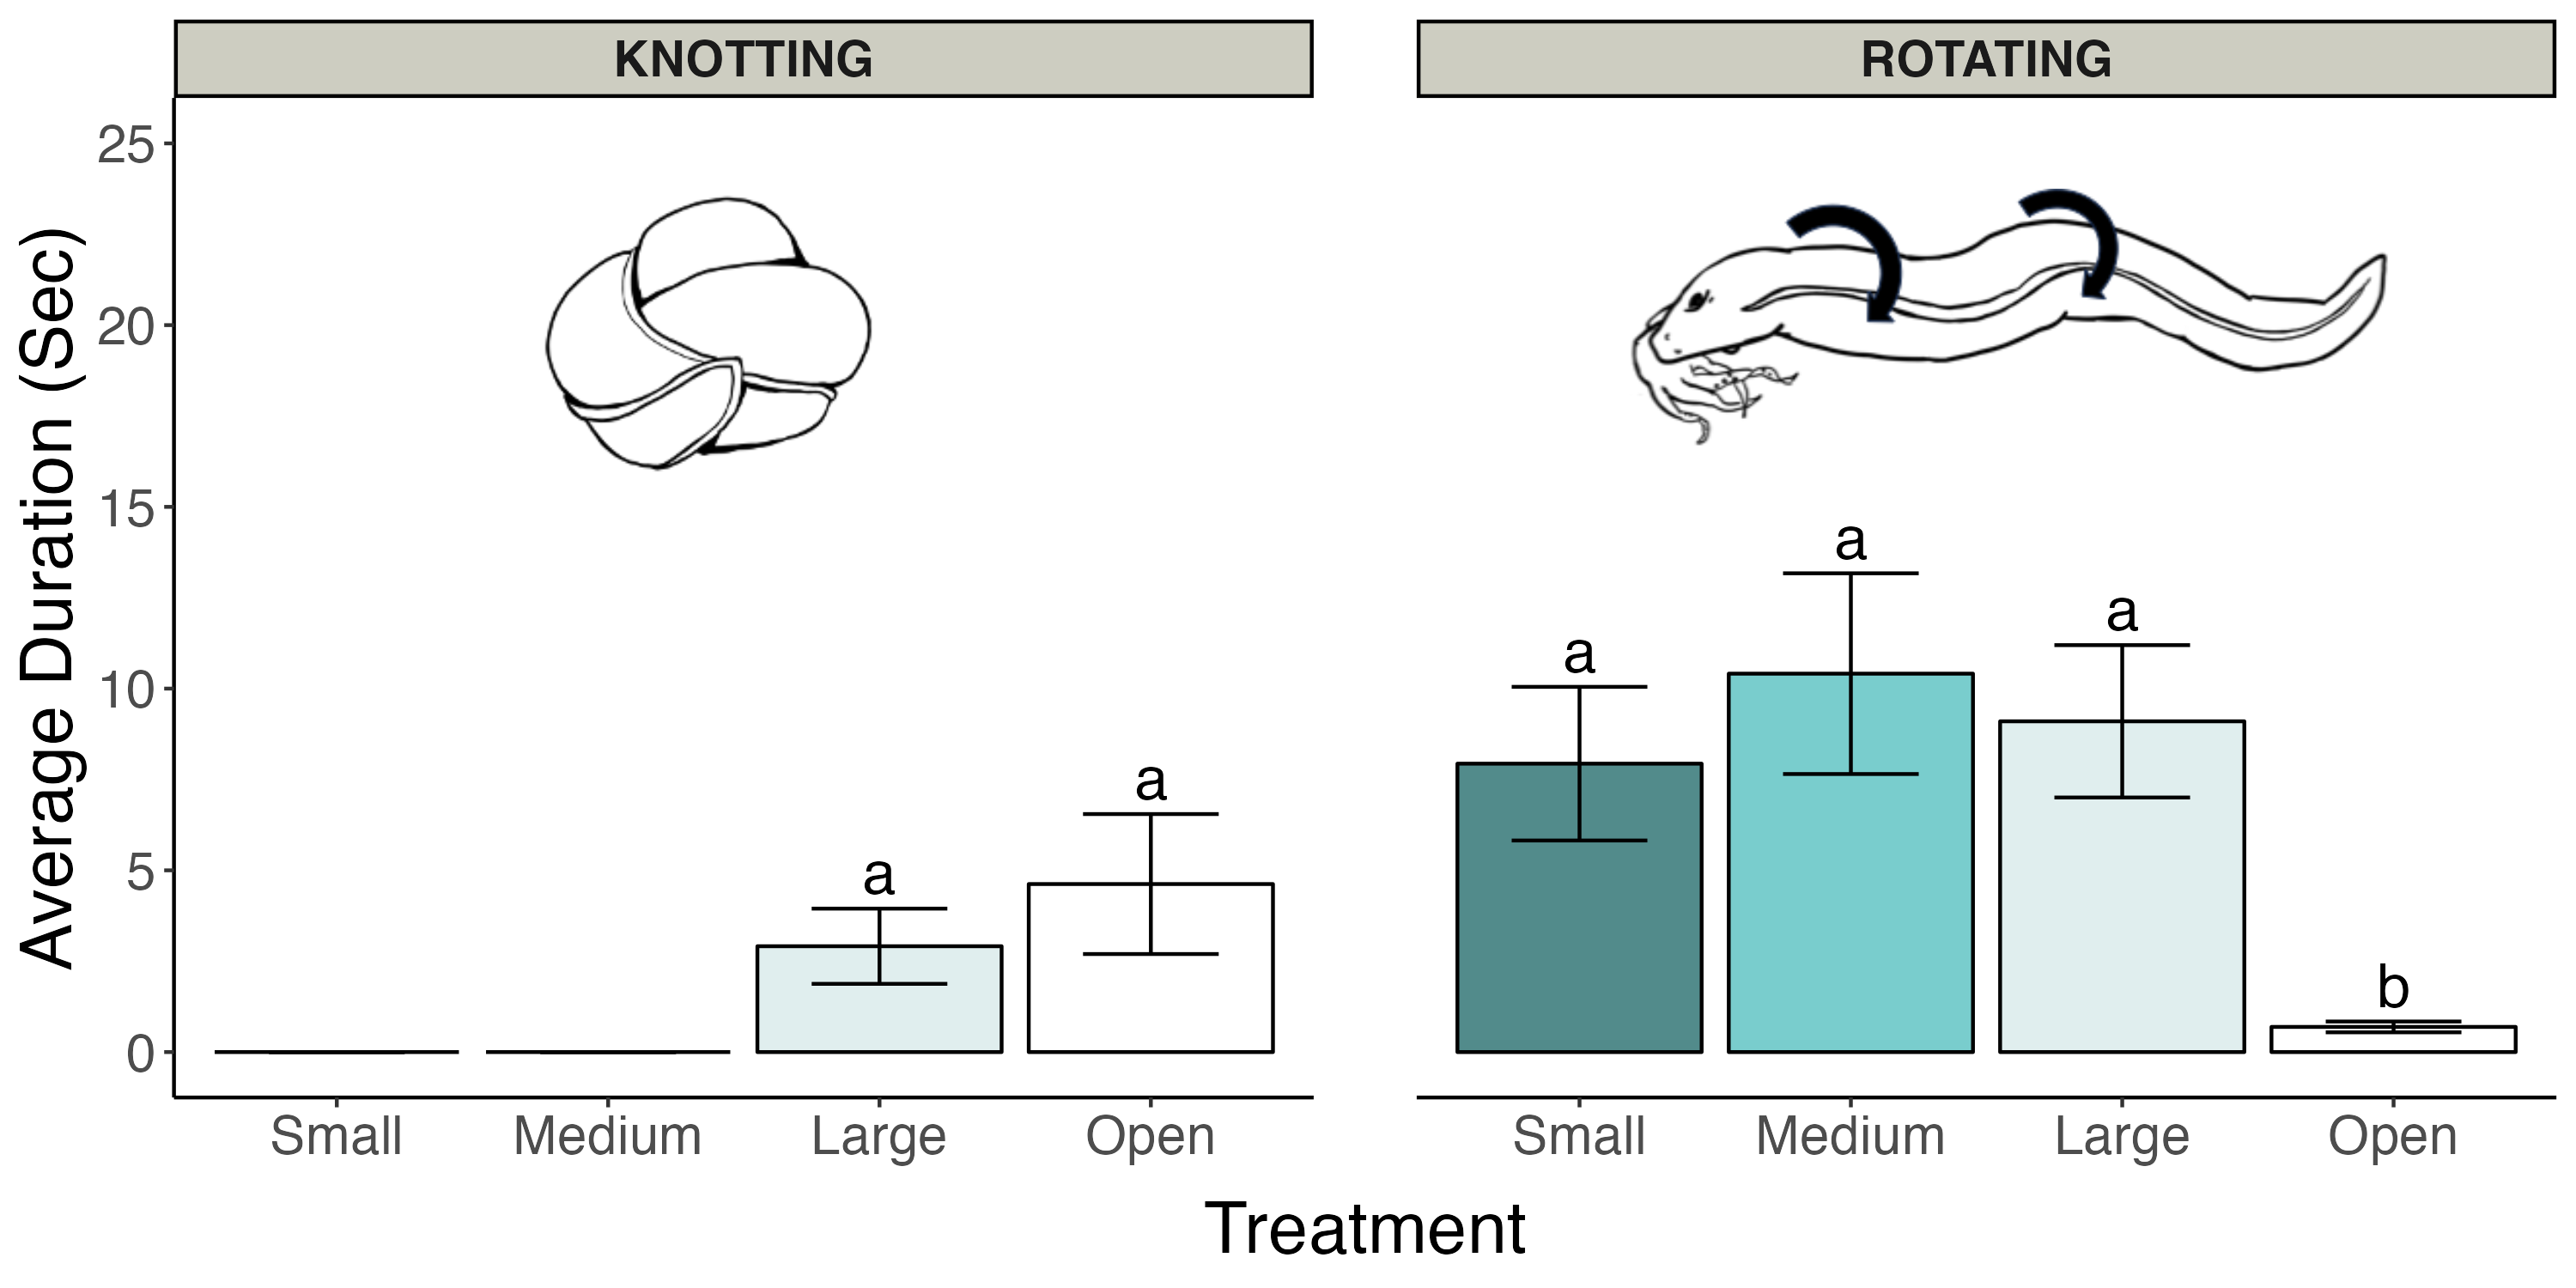 KNOTTING
ROTATING
Average Duration (Sec)
25
20
15
10
5
0
a
a
a
a
a
b
Small Medium Large Open
Small Medium Large Open
Treatment